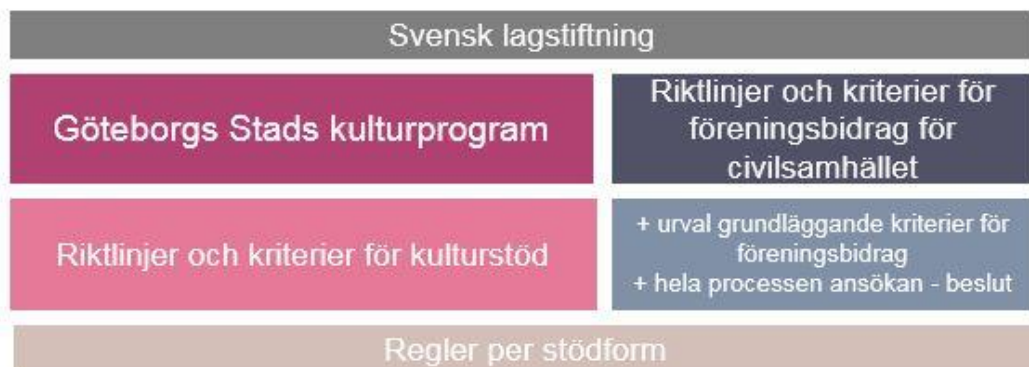 Svensk lagstiftning
Göteborgs Stads kulturprogram
Riktlinjer och kriterier för
föreningsbidrag för
civilsamhället
Riktlinjer och kriterier för kulturstöd
+ urval grundläggande kriterier för
föreningsbidrag
+ hela processen ansökan - beslut
Regler per stödform